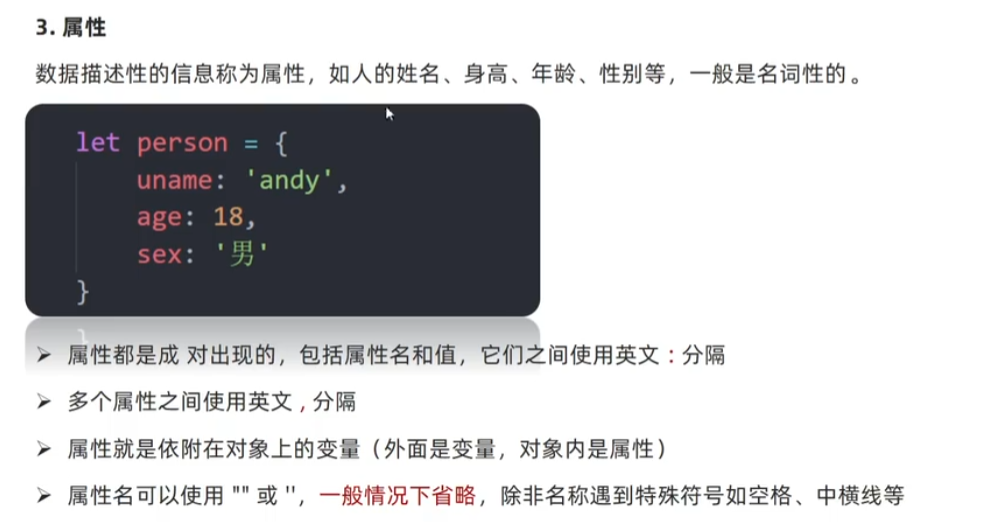 3. 属性
数据描述性的信息称为属性，如人的姓名、身高、年龄、性别等，一般是名词性的。
let person = {
uname: 'andy',
age: 18,
sex: '男'
}
➢ 属性都是成 对出现的，包括属性名和值，它们之间使用英文 : 分隔
➢ 多个属性之间使用英文 , 分隔
➢ 属性就是依附在对象上的变量（外面是变量，对象内是属性）
➢ 属性名可以使用 "" 或 ''，一般情况下省略，除非名称遇到特殊符号如空格、中横线等